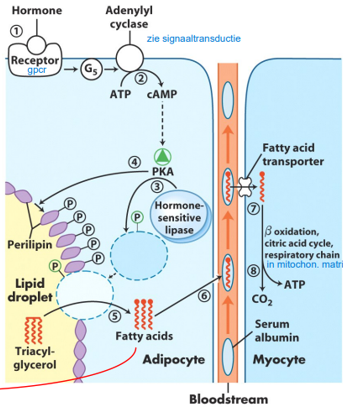 Hormone
Adenylyl
cyclase
zie signaaltransductie
①
Receptor
gpcr
G5
②
ATP
cAMP
④
PKA
③
Hormone-
sensitive
lipase
P
P
P
P
P
P
P
Perilipin
Lipid
droplet
⑤
Triacyl-
glycerol
Fatty acids
Adipocyte
⑥
Fatty acid
transporter
⑦
β oxidation,
citric acid cycle,
respiratory chain
in mitochon. matri
⑧
ATP
CO2
Serum
albumin
Myocyte
Bloodstream